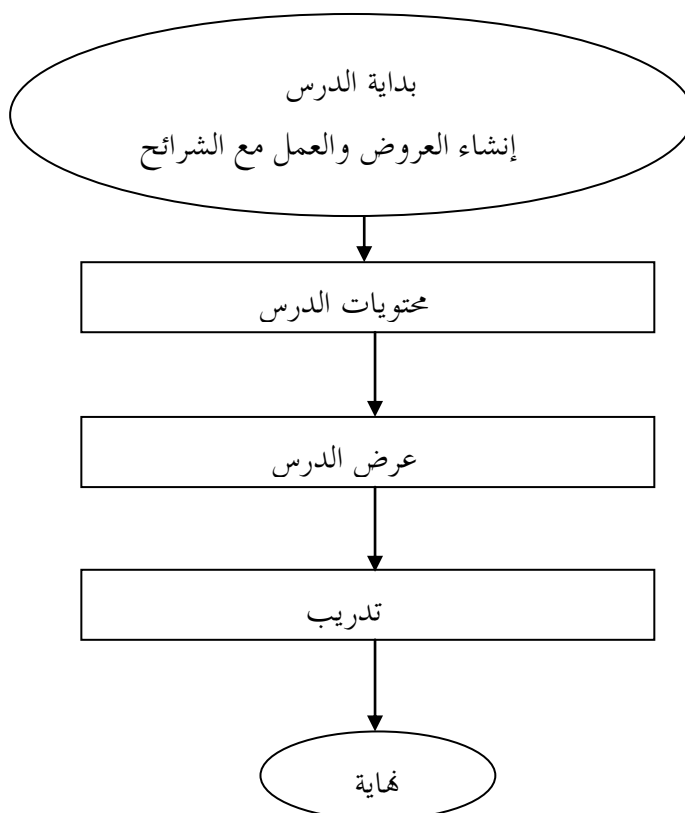 بداية الدرس
إنشاء العروض والعمل مع الشرائح
محتويات الدرس
عرض الدرس
تدريب
نهاية